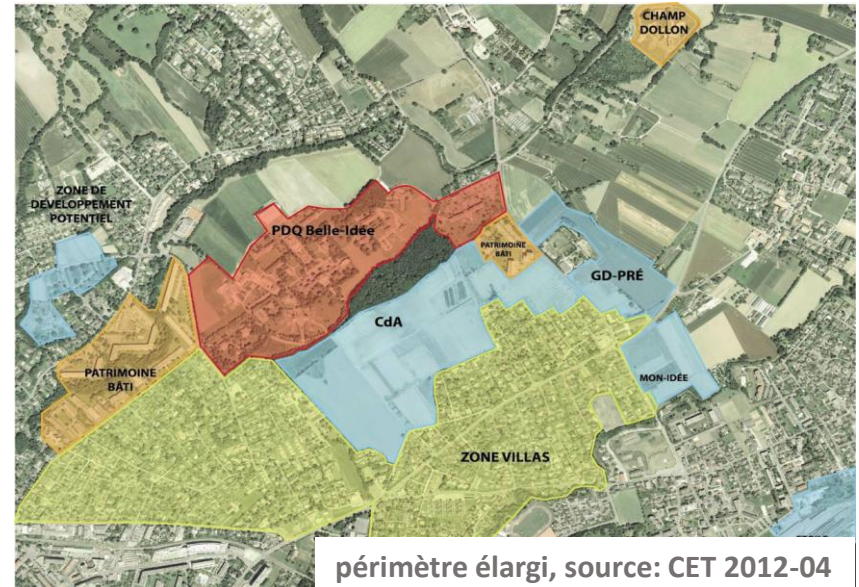 CHAMP
DOLLON
ZONE DE
DÉVELOPPEMENT
POTENTIEL
PDQ Belle-Idée
PATRIMOINE
BÂTI
GD-PRÉ
CdA
PATRIMOINE
BÂTI
MON-IDÉE
ZONE VILLAS
périmètre élargi, source: CET 2012-04